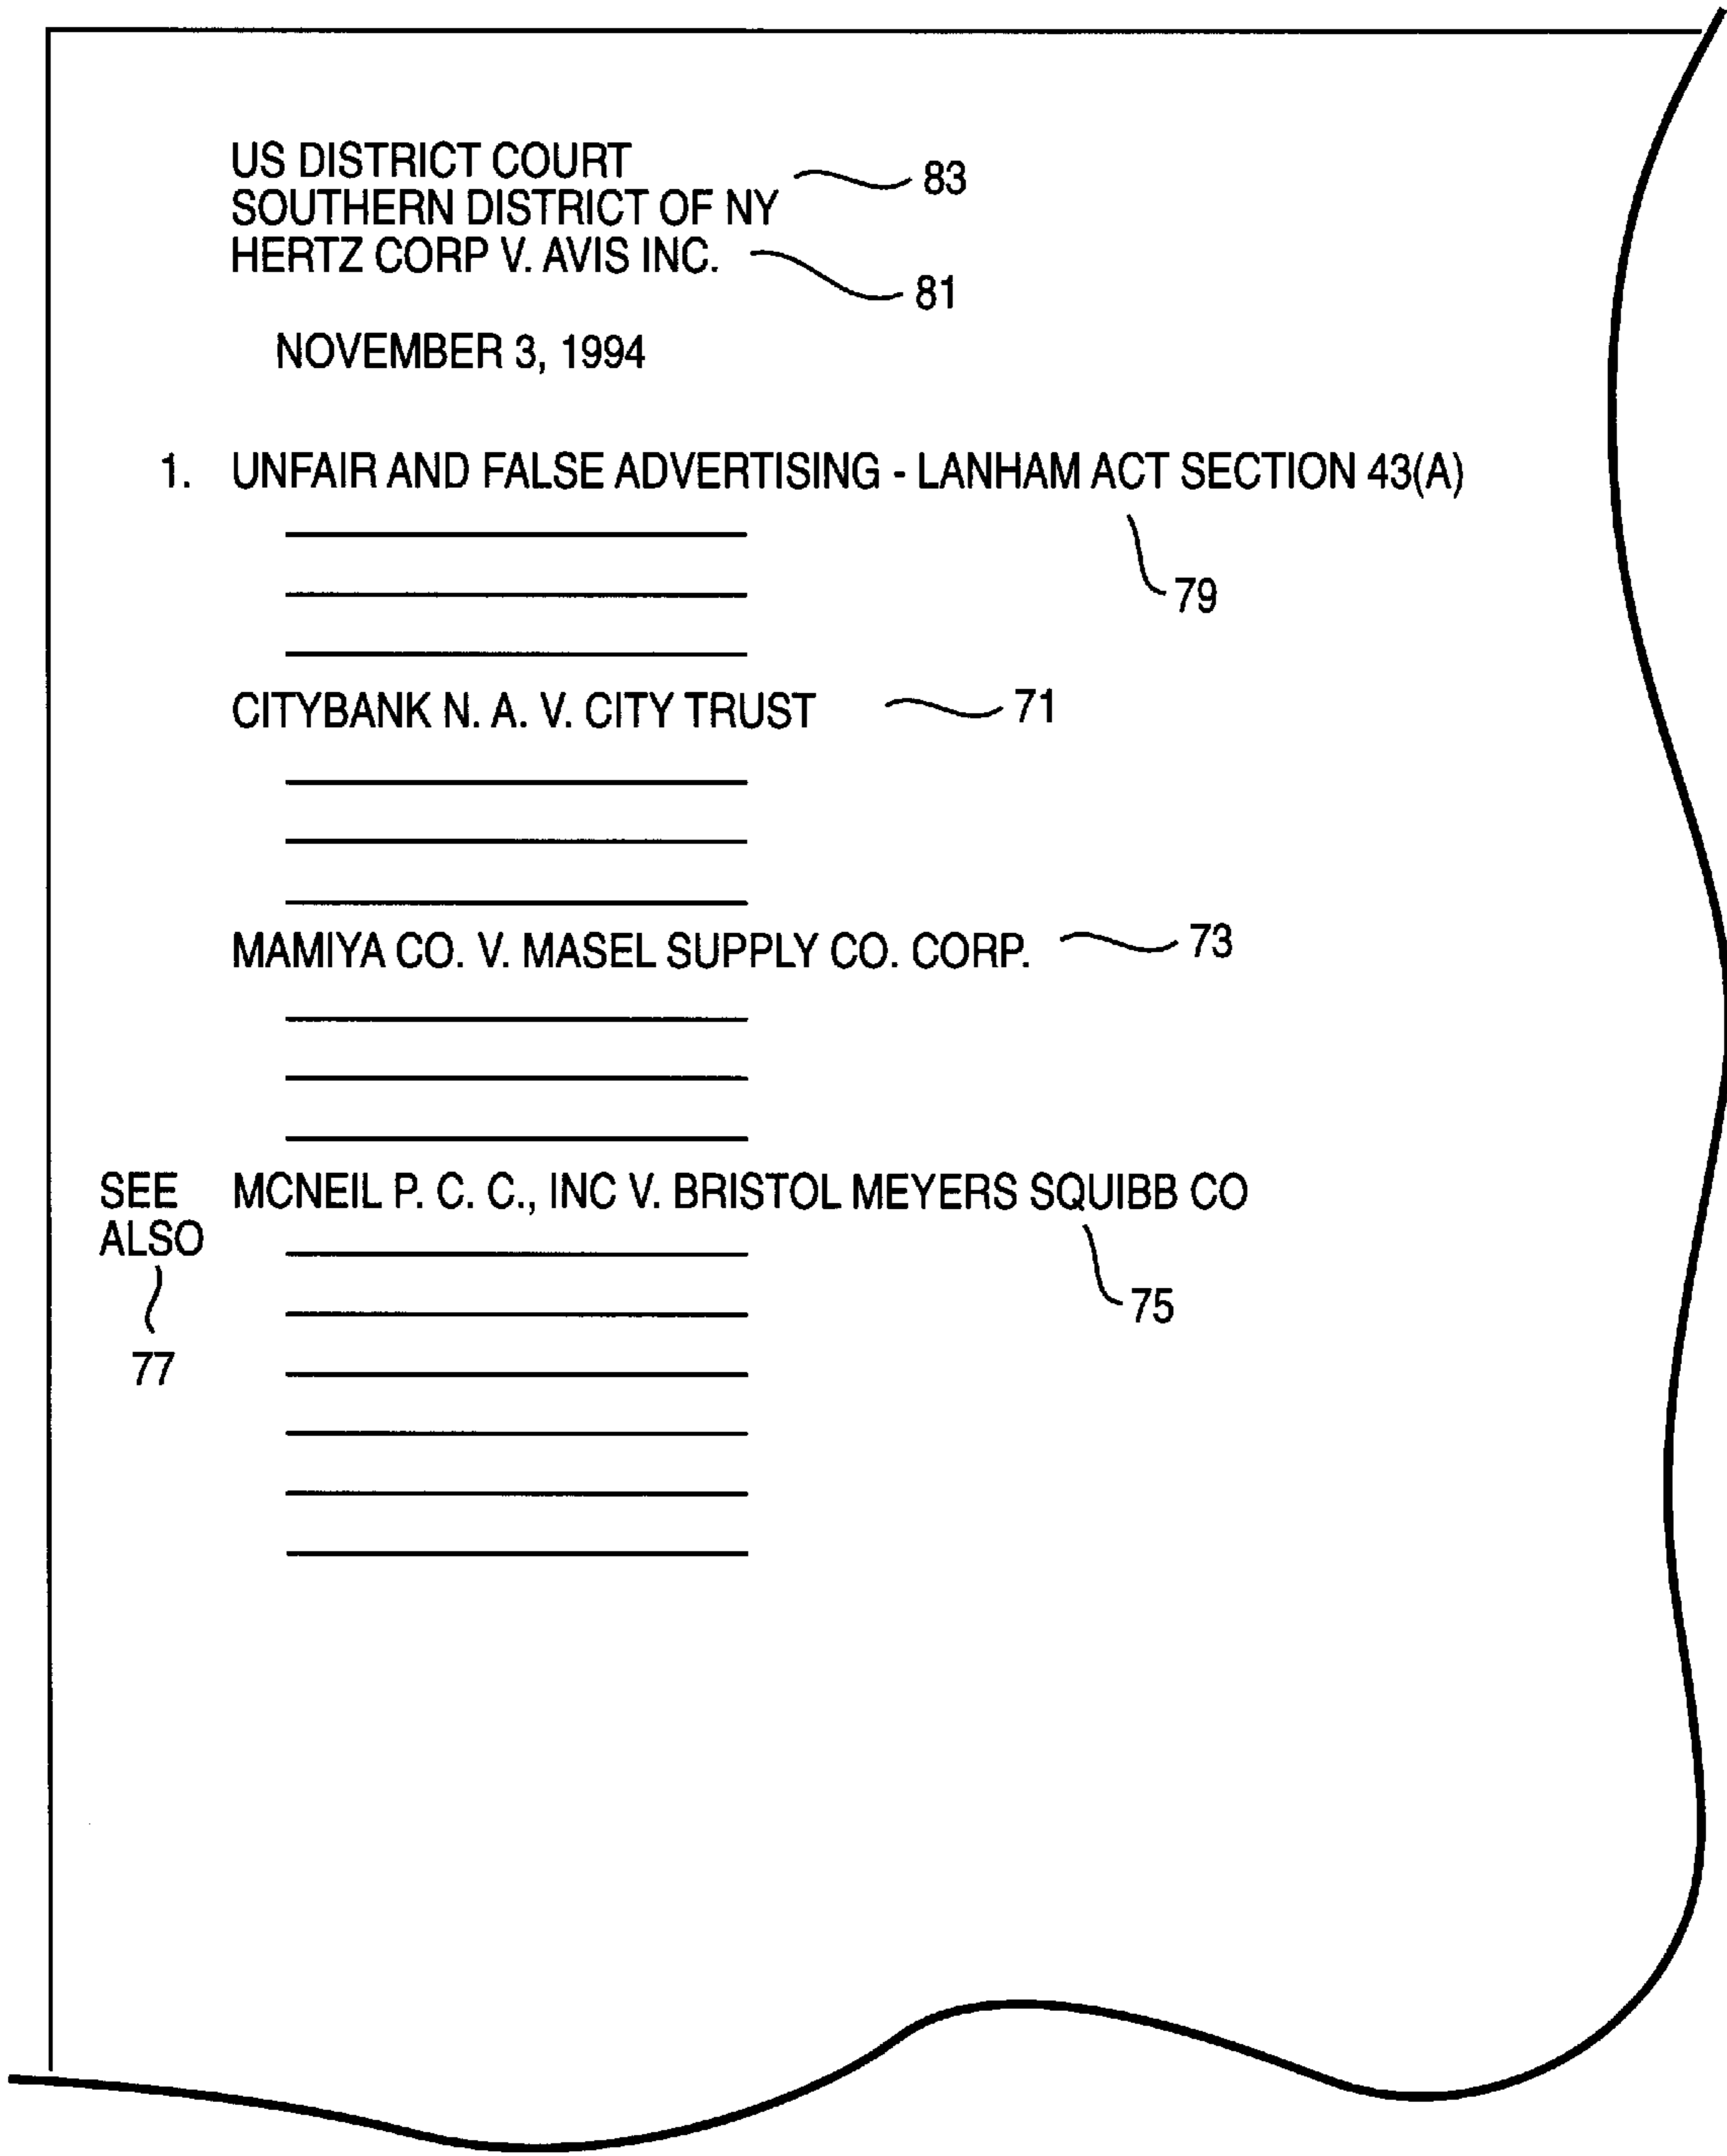 US DISTRICT COURT
83
SOUTHERN DISTRICT OF NY
HERTZ CORP V. AVIS INC.
81
NOVEMBER 3, 1994
1. UNFAIR AND FALSE ADVERTISING - LANHAM ACT SECTION 43(A)
79
CITYBANK N. A. V. CITY TRUST 71
MAMIYA CO. V. MASEL SUPPLY CO. CORP. 73
SEE MCNEIL P. C. C., INC V. BRISTOL MEYERS SQUIBB CO
ALSO
75
77